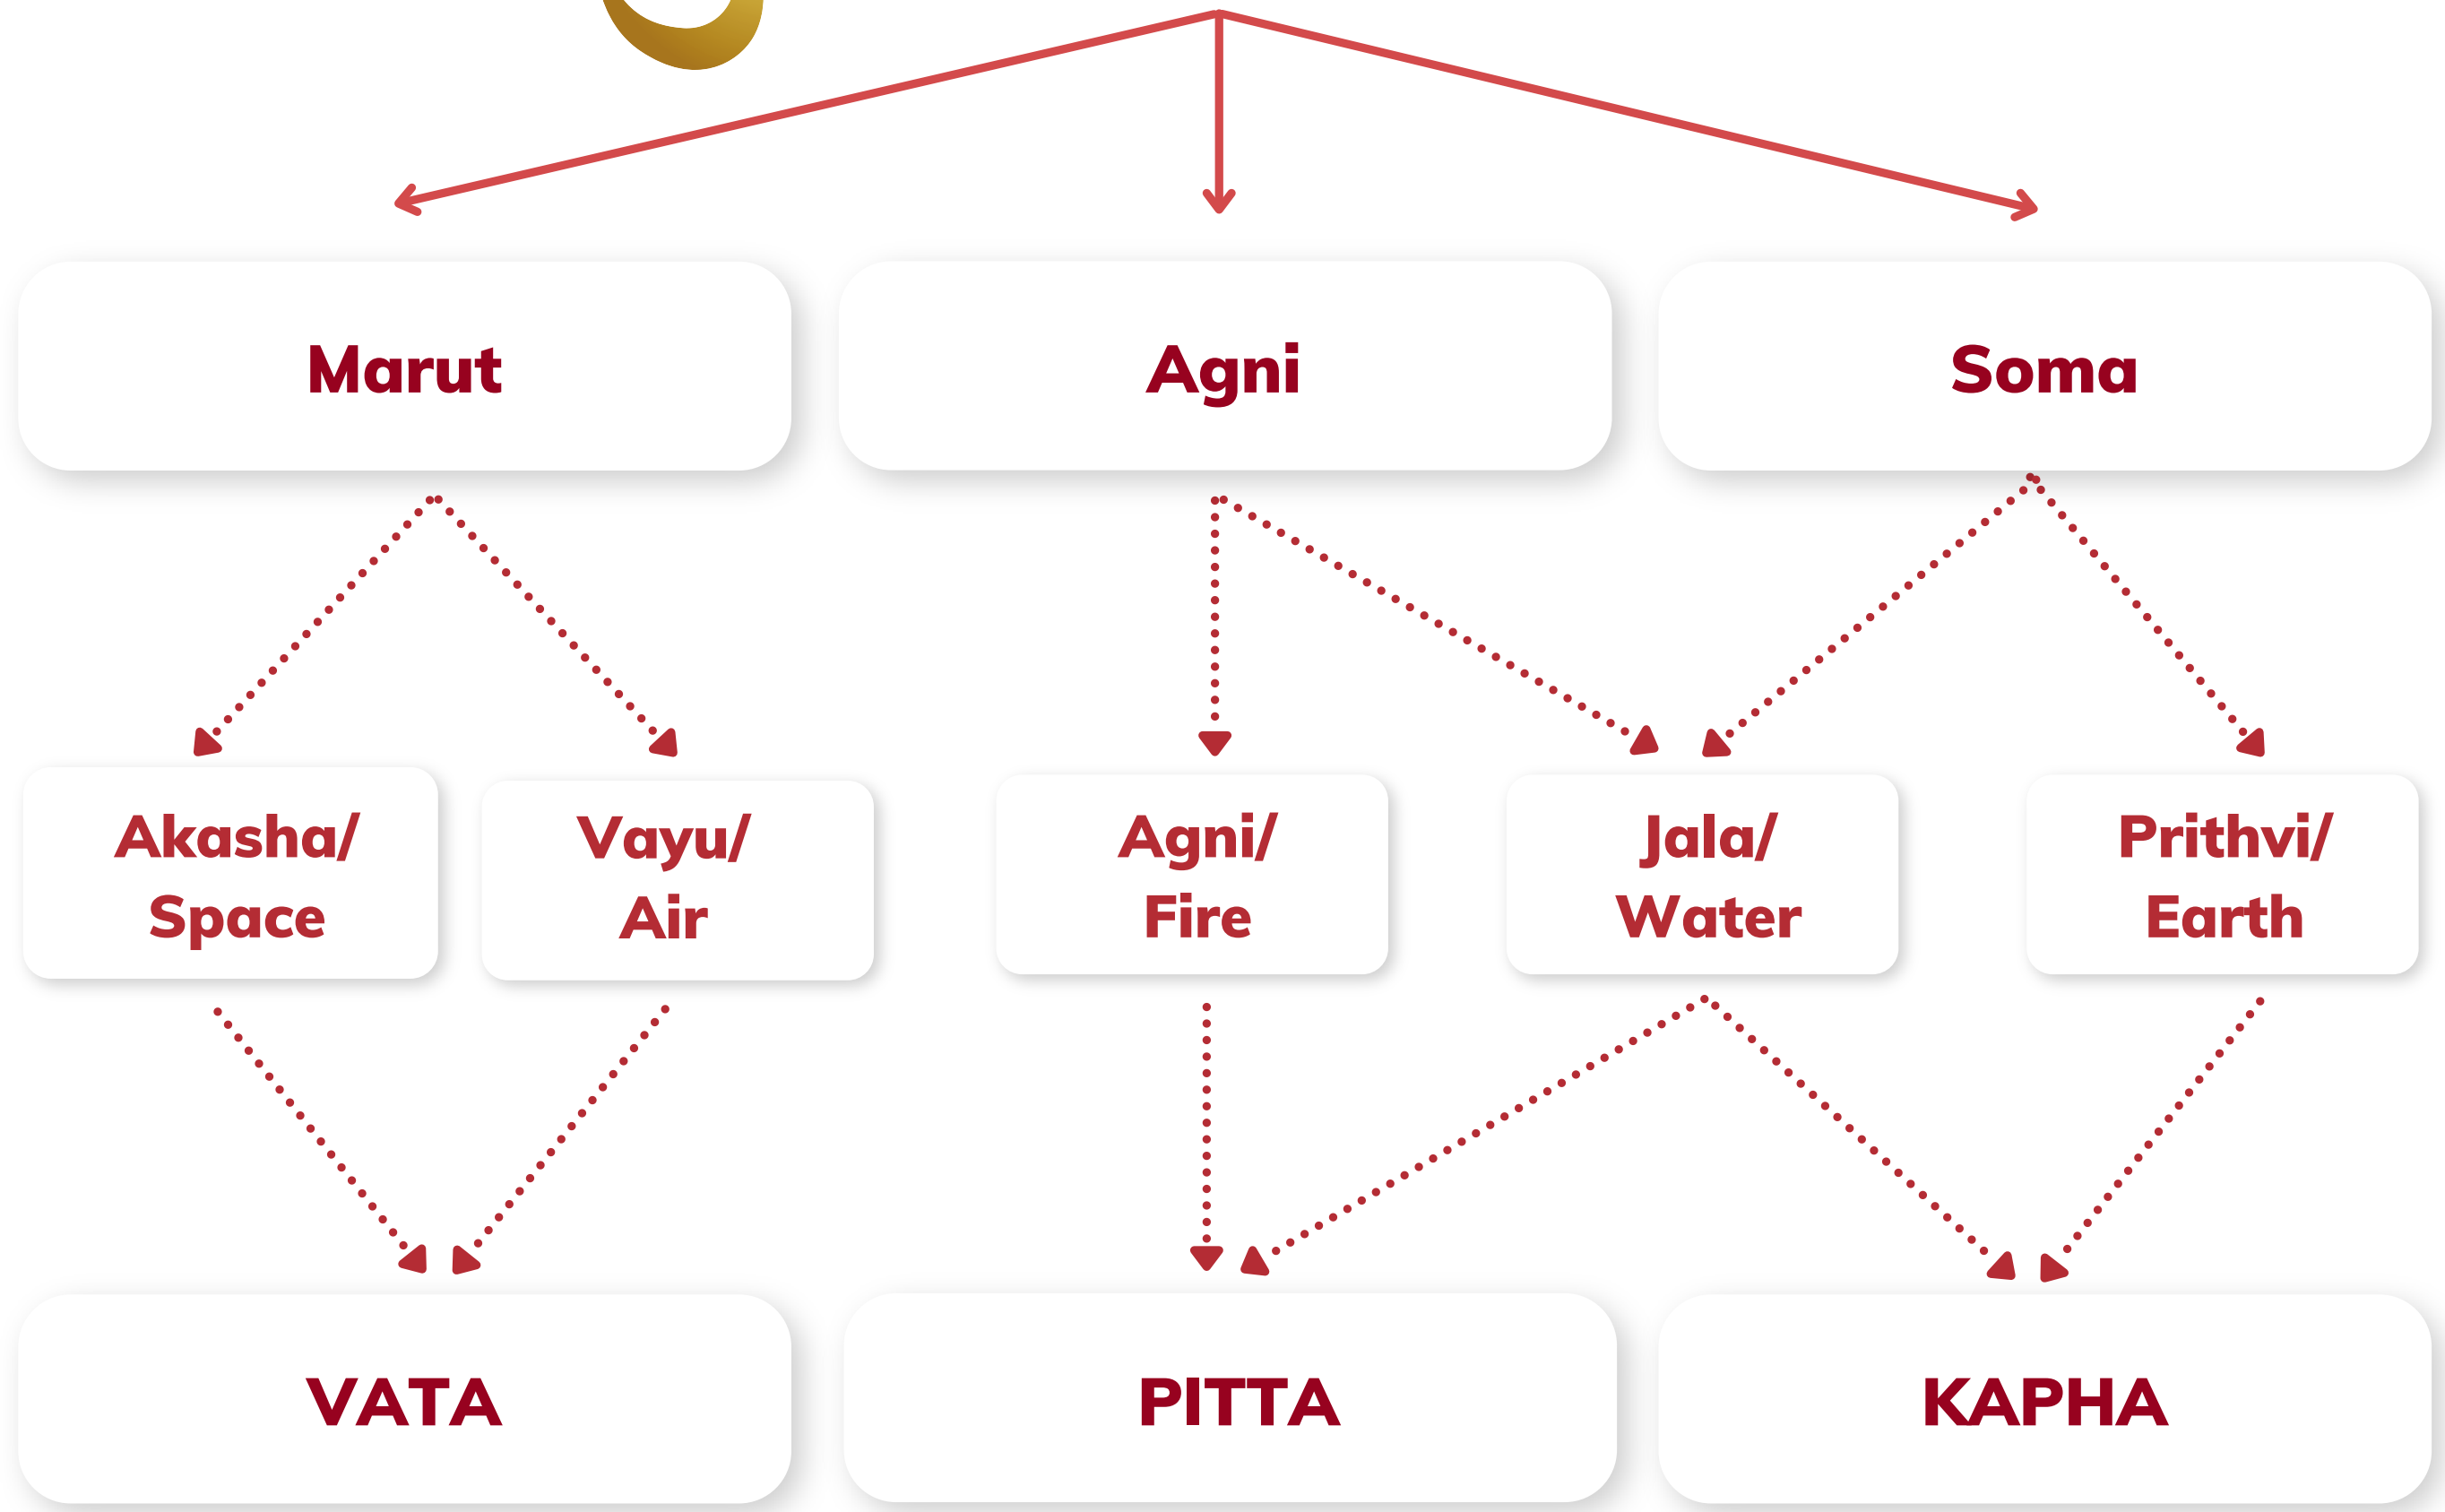 Marut
Agni
Soma
Akasha/
Space
Vayu/
Air
Agni/
Fire
Jala/
Water
Prithvi/
Earth
VATA
PITTA
KAPHA